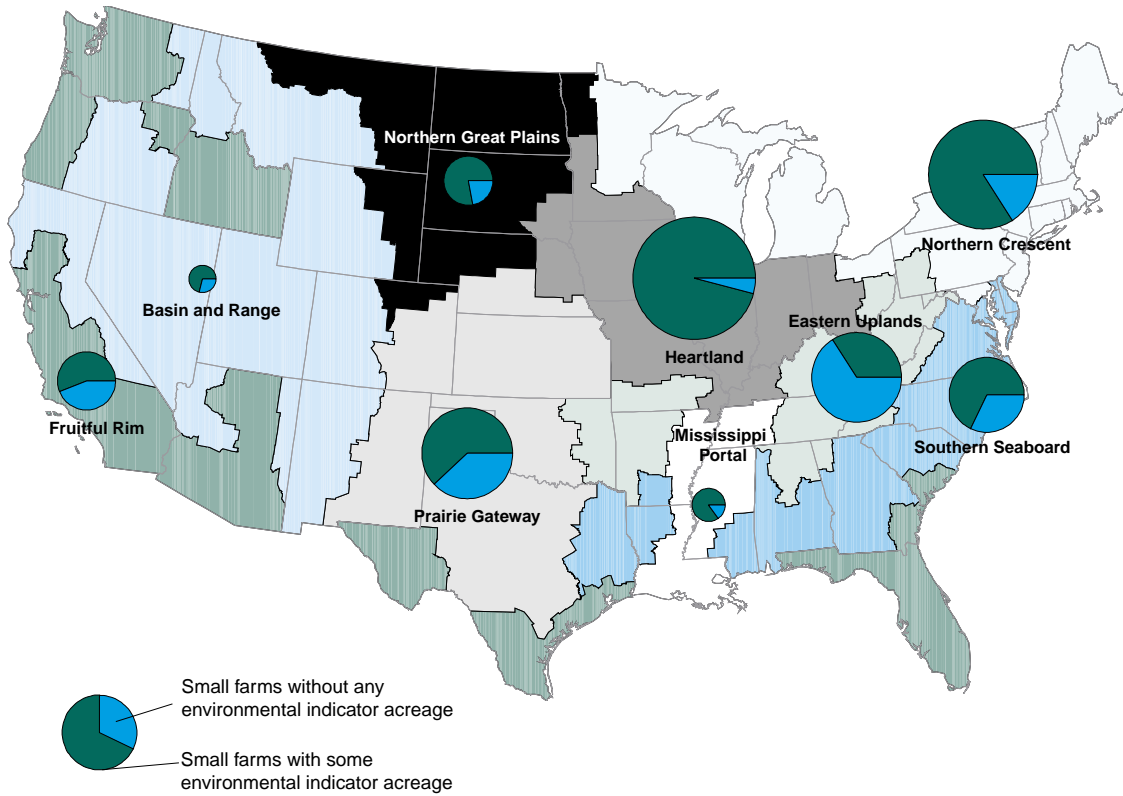 Northern Great Plains
Northern Crescent
Basin and Range
Eastern Uplands
Heartland
Fruitful Rim
Mississippi
Portal
Southern Seaboard
Prairie Gateway
Small farms without any
environmental indicator acreage
Small farms with some
environmental indicator acreage